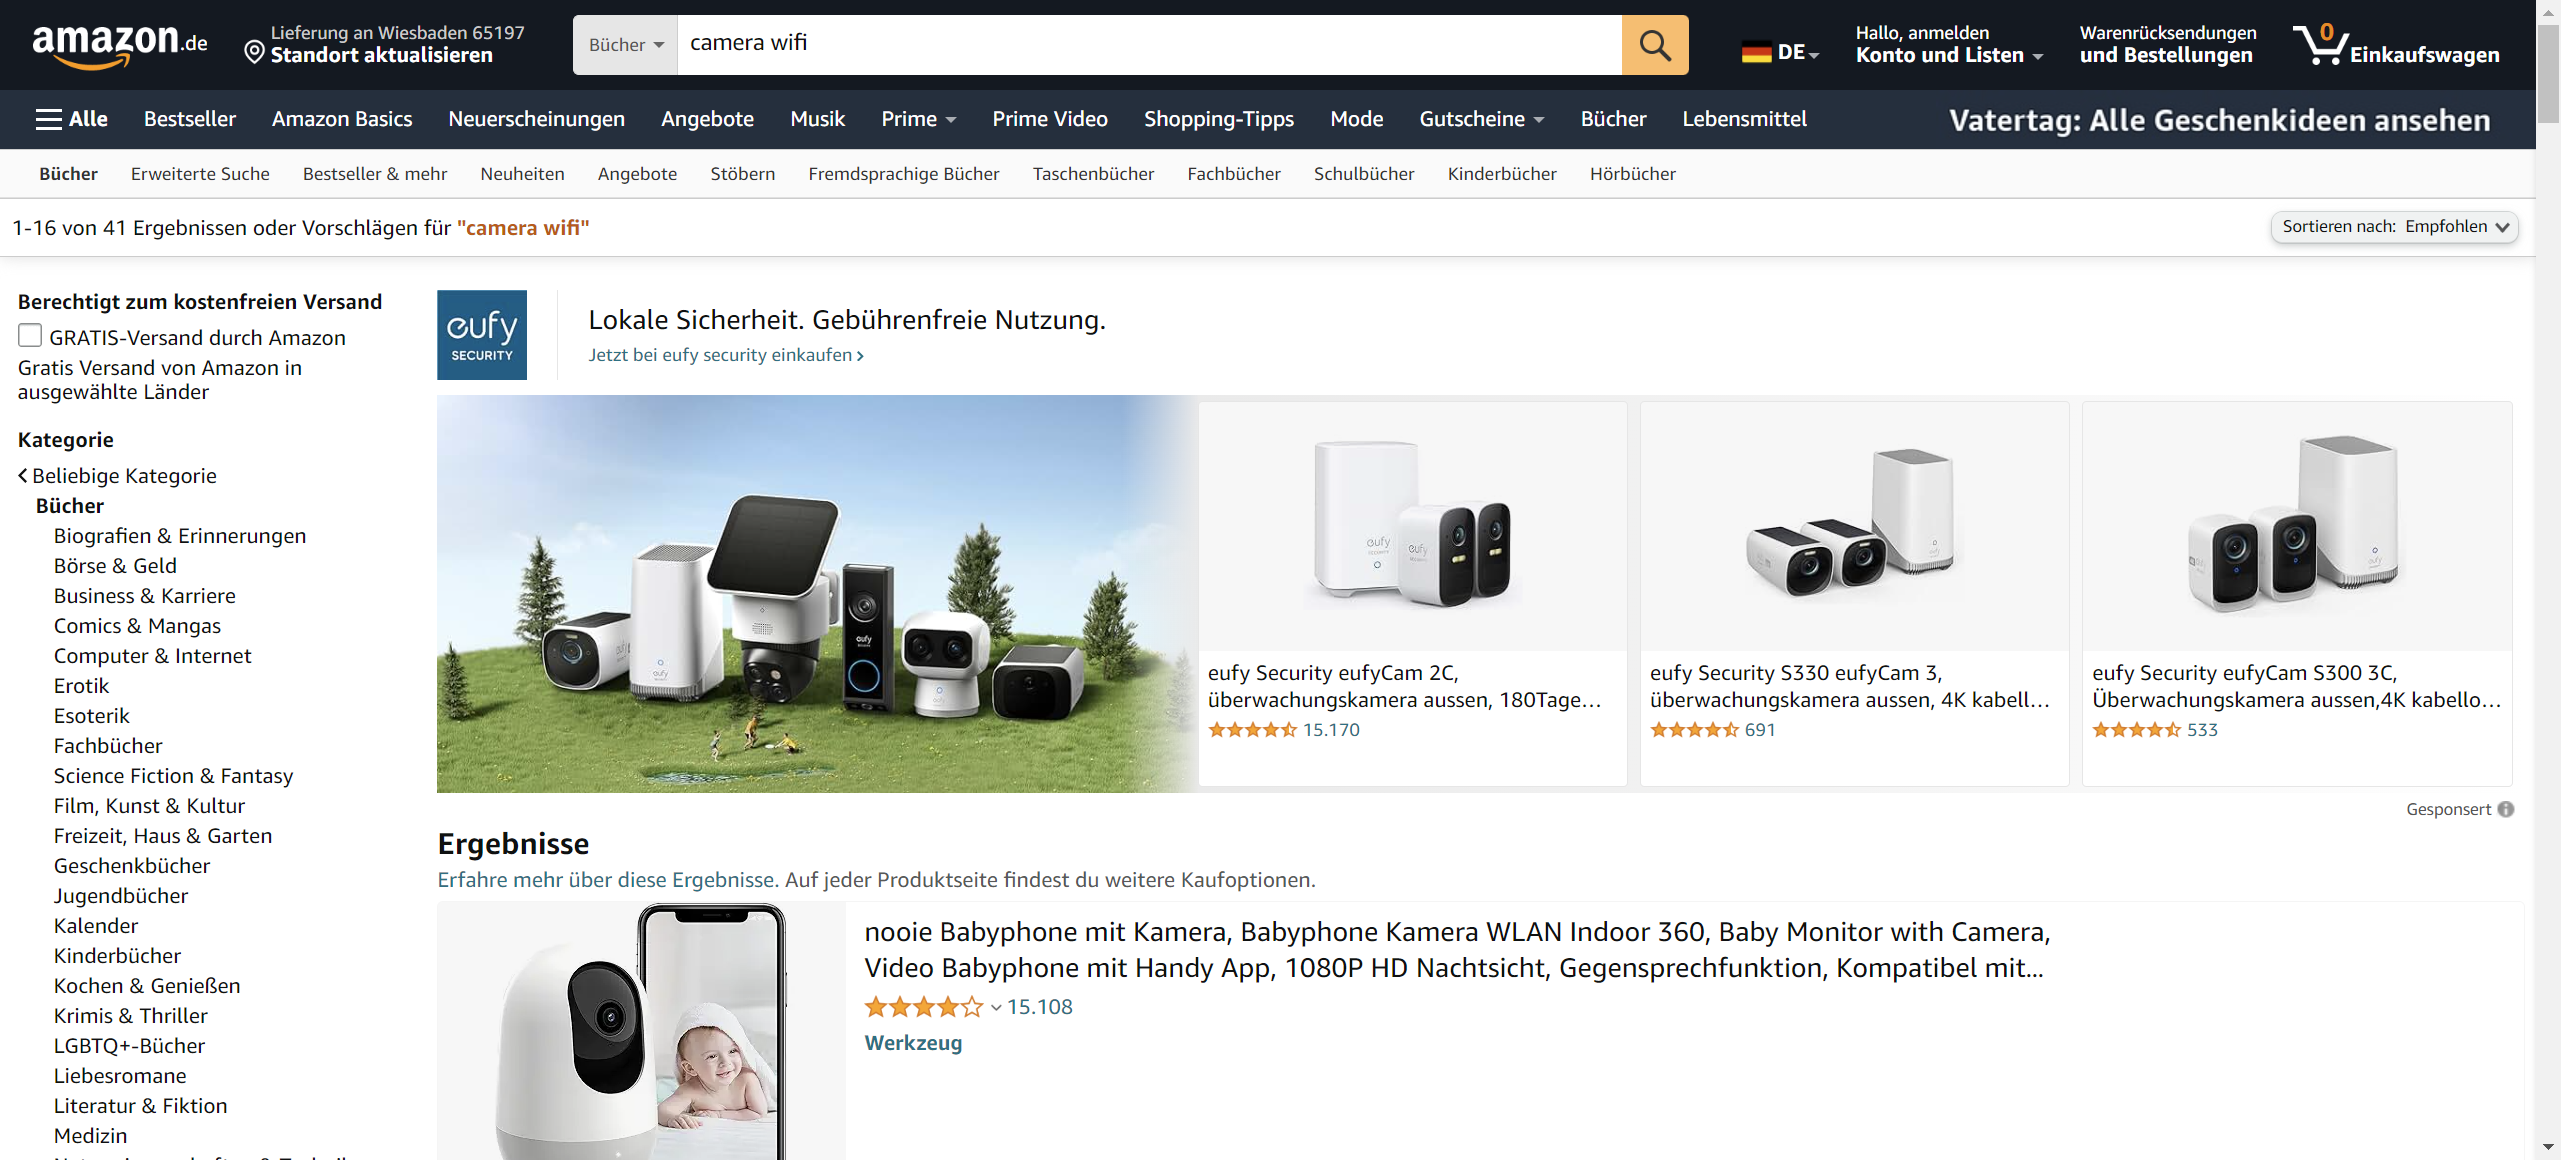 amazon.de
Lieferung an Wiesbaden 65197
Standort aktualisieren
Bücher
camera wifi
DE
Hallo, anmelden
Konto und Listen
Warenrücksendungen
und Bestellungen
0
Einkaufswagen
Alle
Bestseller
Amazon Basics
Neuerscheinungen
Angebote
Musik
Prime
Prime Video
Shopping-Tipps
Mode
Gutscheine
Bücher
Lebensmittel
Vatertag: Alle Geschenkideen ansehen
Bücher
Erweiterte Suche
Bestseller & mehr
Neuheiten
Angebote
Stöbern
Fremdsprachige Bücher
Taschenbücher
Fachbücher
Schulbücher
Kinderbücher
Hörbücher
1-16 von 41 Ergebnissen oder Vorschlägen für "camera wifi"
Sortieren nach: Empfohlen
Berechtigt zum kostenfreien Versand
GRATIS-Versand durch Amazon
Gratis Versand von Amazon in
ausgewählte Länder
Kategorie
Beliebige Kategorie
Bücher
Biografien & Erinnerungen
Börse & Geld
Business & Karriere
Comics & Mangas
Computer & Internet
Erotik
Esoterik
Fachbücher
Science Fiction & Fantasy
Film, Kunst & Kultur
Freizeit, Haus & Garten
Geschenkbücher
Jugendbücher
Kalender
Kinderbücher
Kochen & Genießen
Krimis & Thriller
LGBTQ+-Bücher
Liebesromane
Literatur & Fiktion
Medizin
eufy
SECURITY
Lokale Sicherheit. Gebührenfreie Nutzung.
Jetzt bei eufy security einkaufen
eufy
eufy
eufy
eufy
eufy
eufy
eufy Security eufyCam 2C,
überwachungskamera aussen, 180Tage…
15.170
eufy Security S330 eufyCam 3,
überwachungskamera aussen, 4K kabell…
691
eufy Security eufyCam S300 3C,
Überwachungskamera aussen,4K kabello…
533
Gesponsert
Ergebnisse
Erfahre mehr über diese Ergebnisse. Auf jeder Produktseite findest du weitere Kaufoptionen.
nooie Babyphone mit Kamera, Babyphone Kamera WLAN Indoor 360, Baby Monitor with Camera,
Video Babyphone mit Handy App, 1080P HD Nachtsicht, Gegensprechfunktion, Kompatibel mit…
15.108
Werkzeug